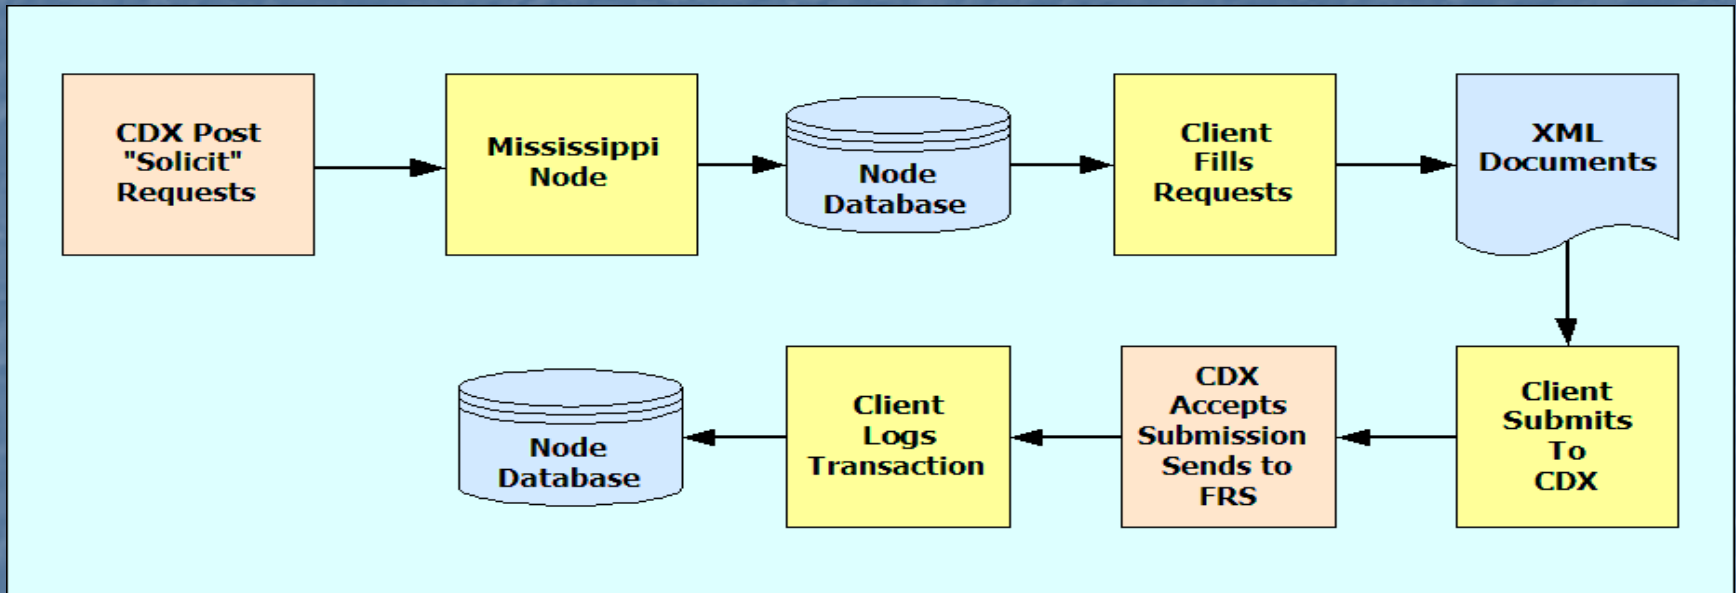 CDX Post
"Solicit"
Requests
Mississippi
Node
Node
Database
Client
Fills
Requests
XML
Documents
Node
Database
Client
Logs
Transaction
CDX
Accepts
Submission
Sends to
FRS
Client
Submits
To
CDX